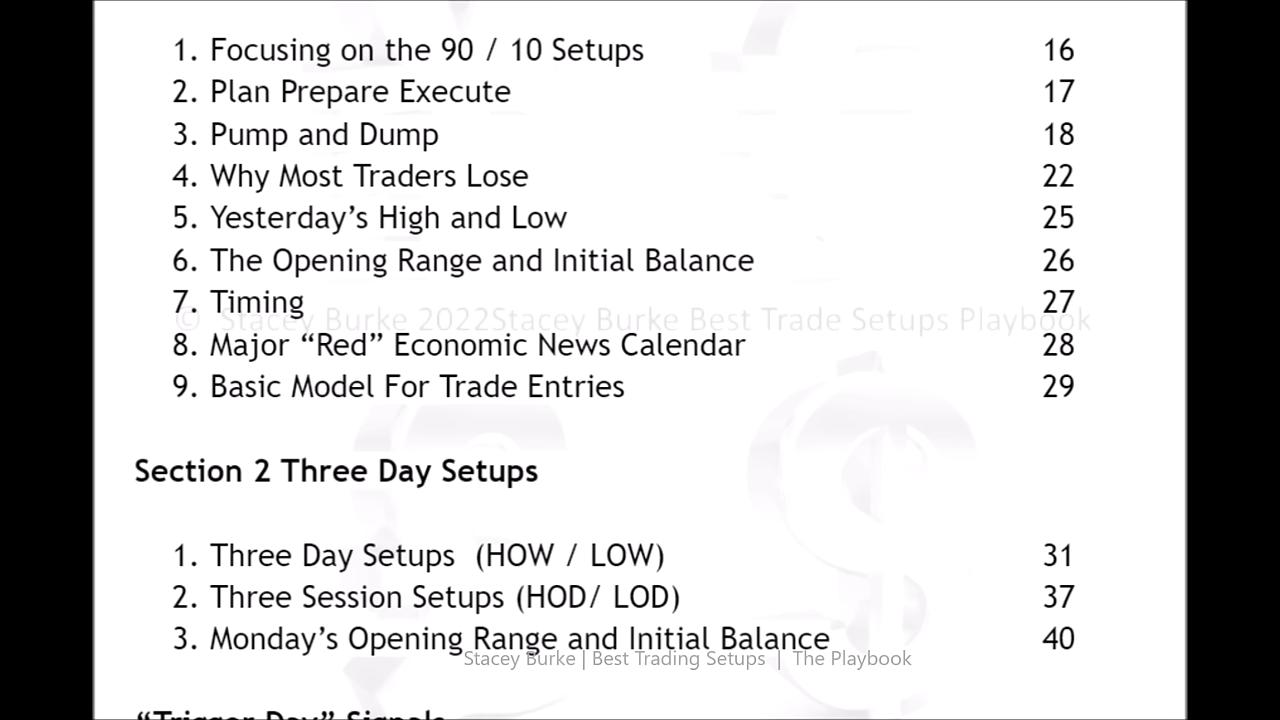 1. Focusing on the 90 / 10 Setups 16
2. Plan Prepare Execute 17
3. Pump and Dump 18
4. Why Most Traders Lose 22
5. Yesterday’s High and Low 25
6. The Opening Range and Initial Balance 26
7. Timing 27
© Stacey Burke 2022Stacey Burke Best Trade Setups Playbook
8. Major “Red” Economic News Calendar 28
9. Basic Model For Trade Entries 29
Section 2 Three Day Setups
1. Three Day Setups (HOW / LOW) 31
2. Three Session Setups (HOD/ LOD) 37
3. Monday’s Opening Range and Initial Balance 40
Stacey Burke | Best Trading Setups | The Playbook
“Trigger Day” Signals